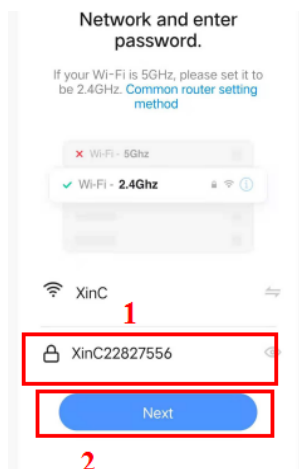 Network and enter
password.
If your Wi-Fi is 5GHz, please set it to
be 2.4GHz. Common router setting
method
Wi-Fi - 5Ghz
Wi-Fi - 2.4Ghz
XinC
1
XinC22827556
Next
2